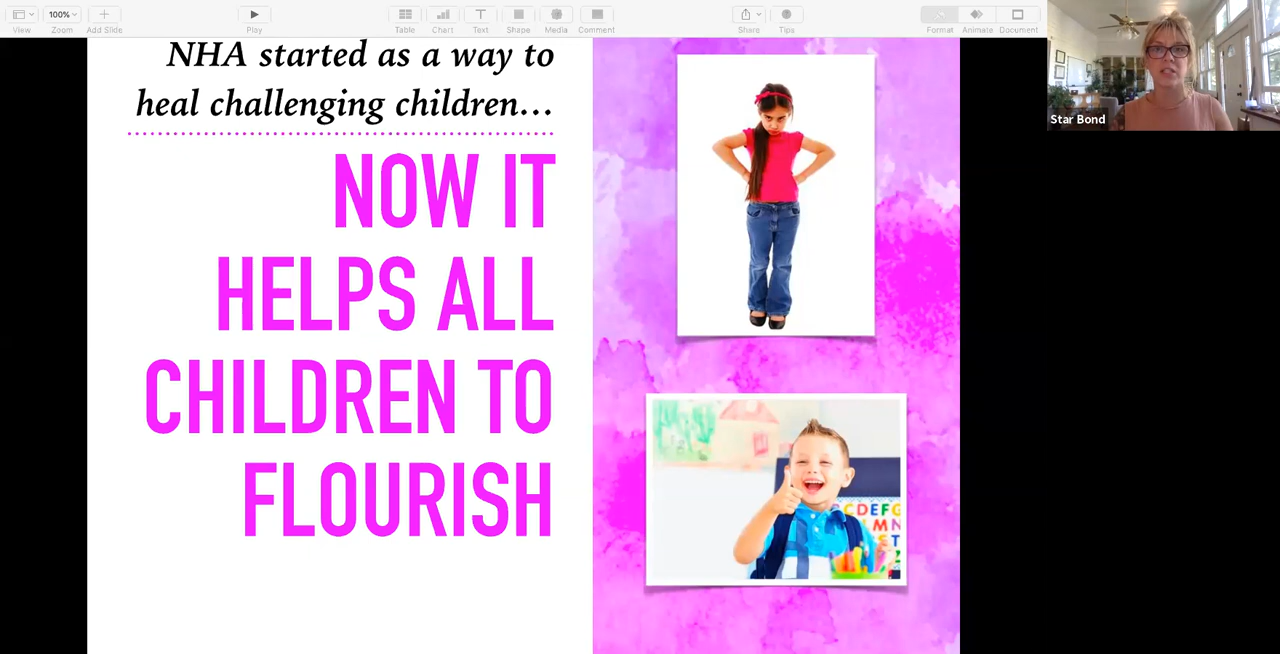 100%
View
Zoom
Add Slide
Play
Table
Chart
Text
Shape
Media
Comment
Share
Tips
Format
Animate
Document
NHA started as a way to
heal challenging children...
NOW IT
HELPS ALL
CHILDREN TO
FLOURISH
Star Bond